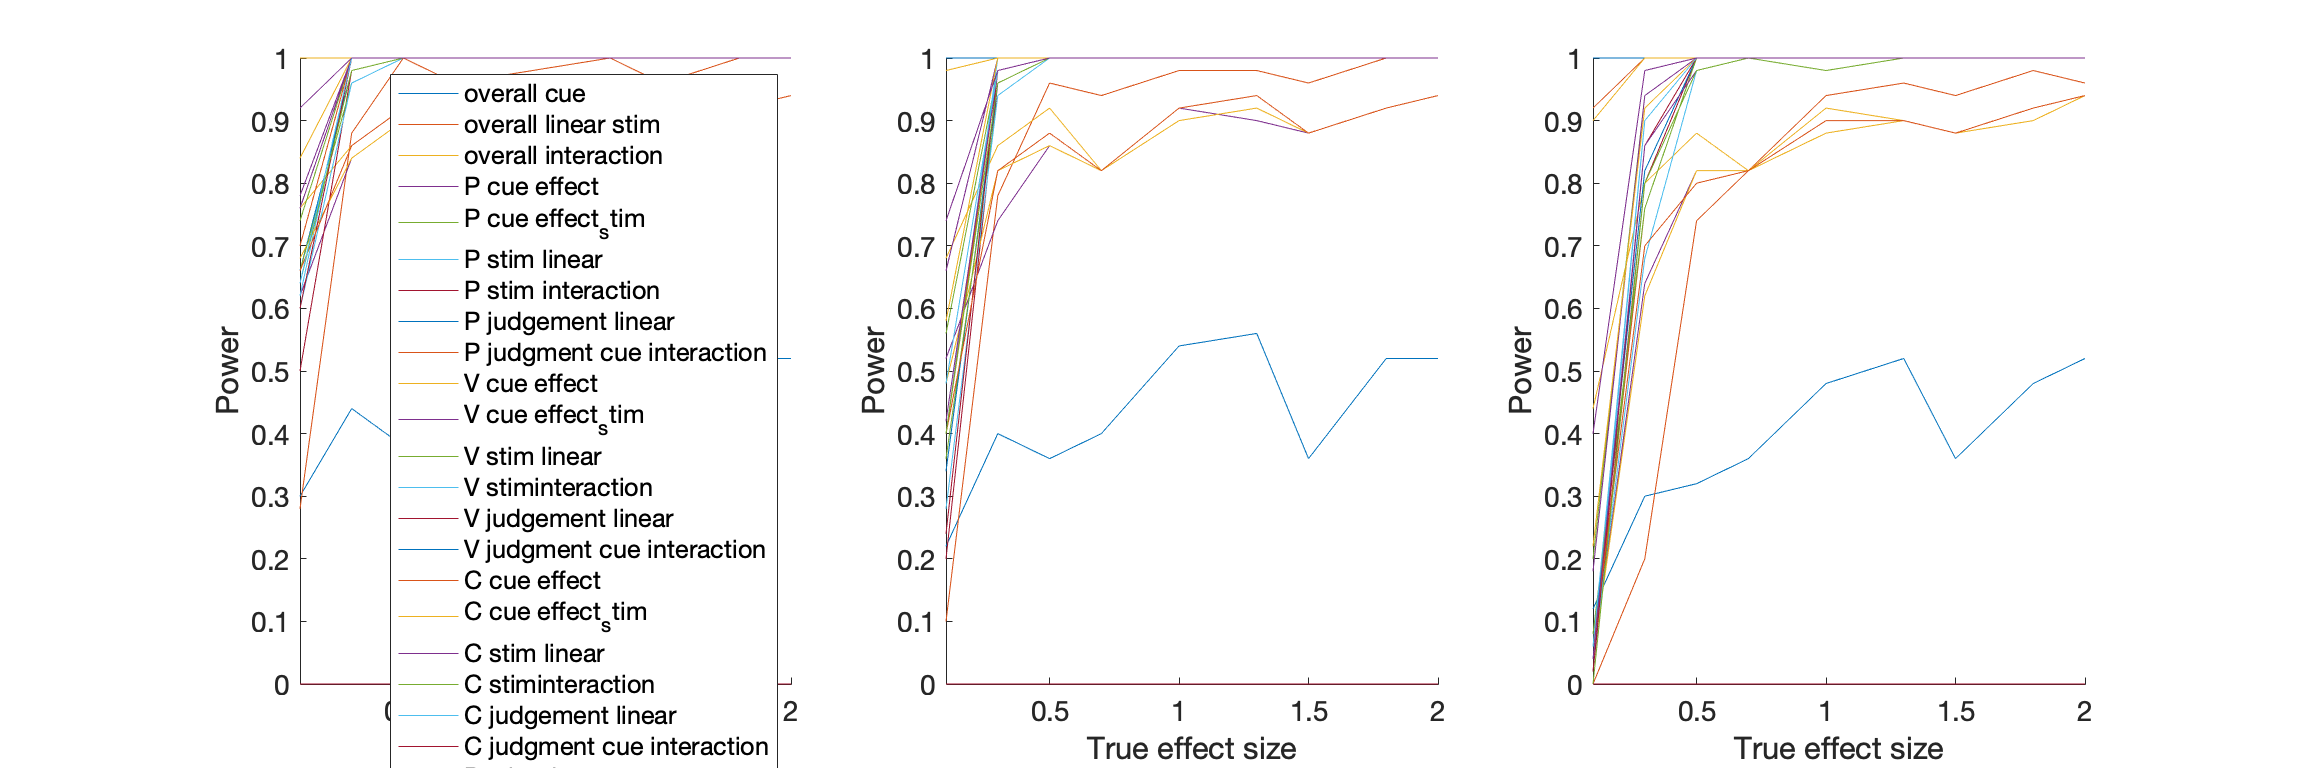 1
0.9
0.8
0.7
0.6
0.5
0.4
0.3
0.2
0.1
0
Power
2
overall cue
overall linear stim
overall interaction
P cue effect
P cue effectstim
P stim linear
P stim interaction
P judgement linear
P judgment cue interaction
V cue effect
V cue effectstim
V stim linear
V stiminteraction
V judgement linear
V judgment cue interaction
C cue effect
C cue effectstim
C stim linear
C stiminteraction
C judgement linear
C judgment cue interaction
1
0.9
0.8
0.7
0.6
0.5
0.4
0.3
0.2
0.1
0
Power
0.5 1 1.5 2
True effect size
1
0.9
0.8
0.7
0.6
0.5
0.4
0.3
0.2
0.1
0
Power
0.5 1 1.5 2
True effect size